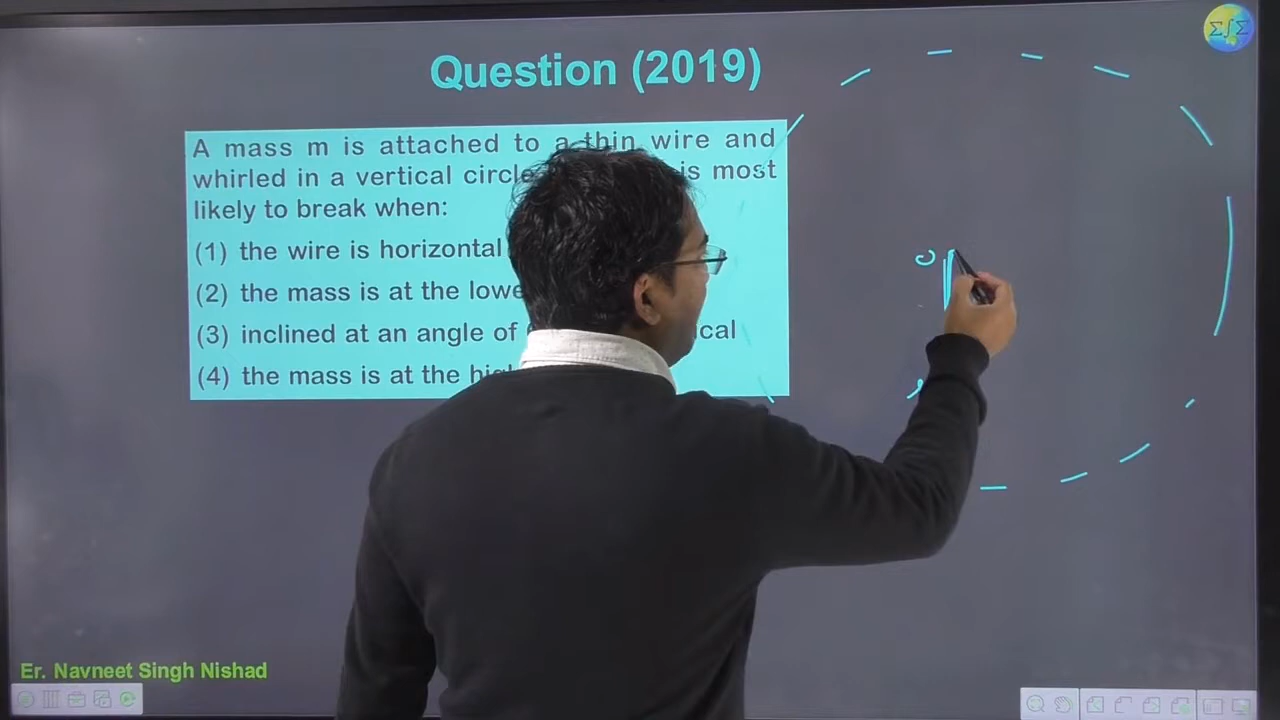 ΣʃΣ
Question (2019)
A mass m is attached to a thin wire and
whirled in a vertical circle is most
likely to break when:
(1) the wire is horizontal
(2) the mass is at the lowe
(3) inclined at an angle of cal
(4) the mass is at the hig
Er. Navneet Singh Nishad